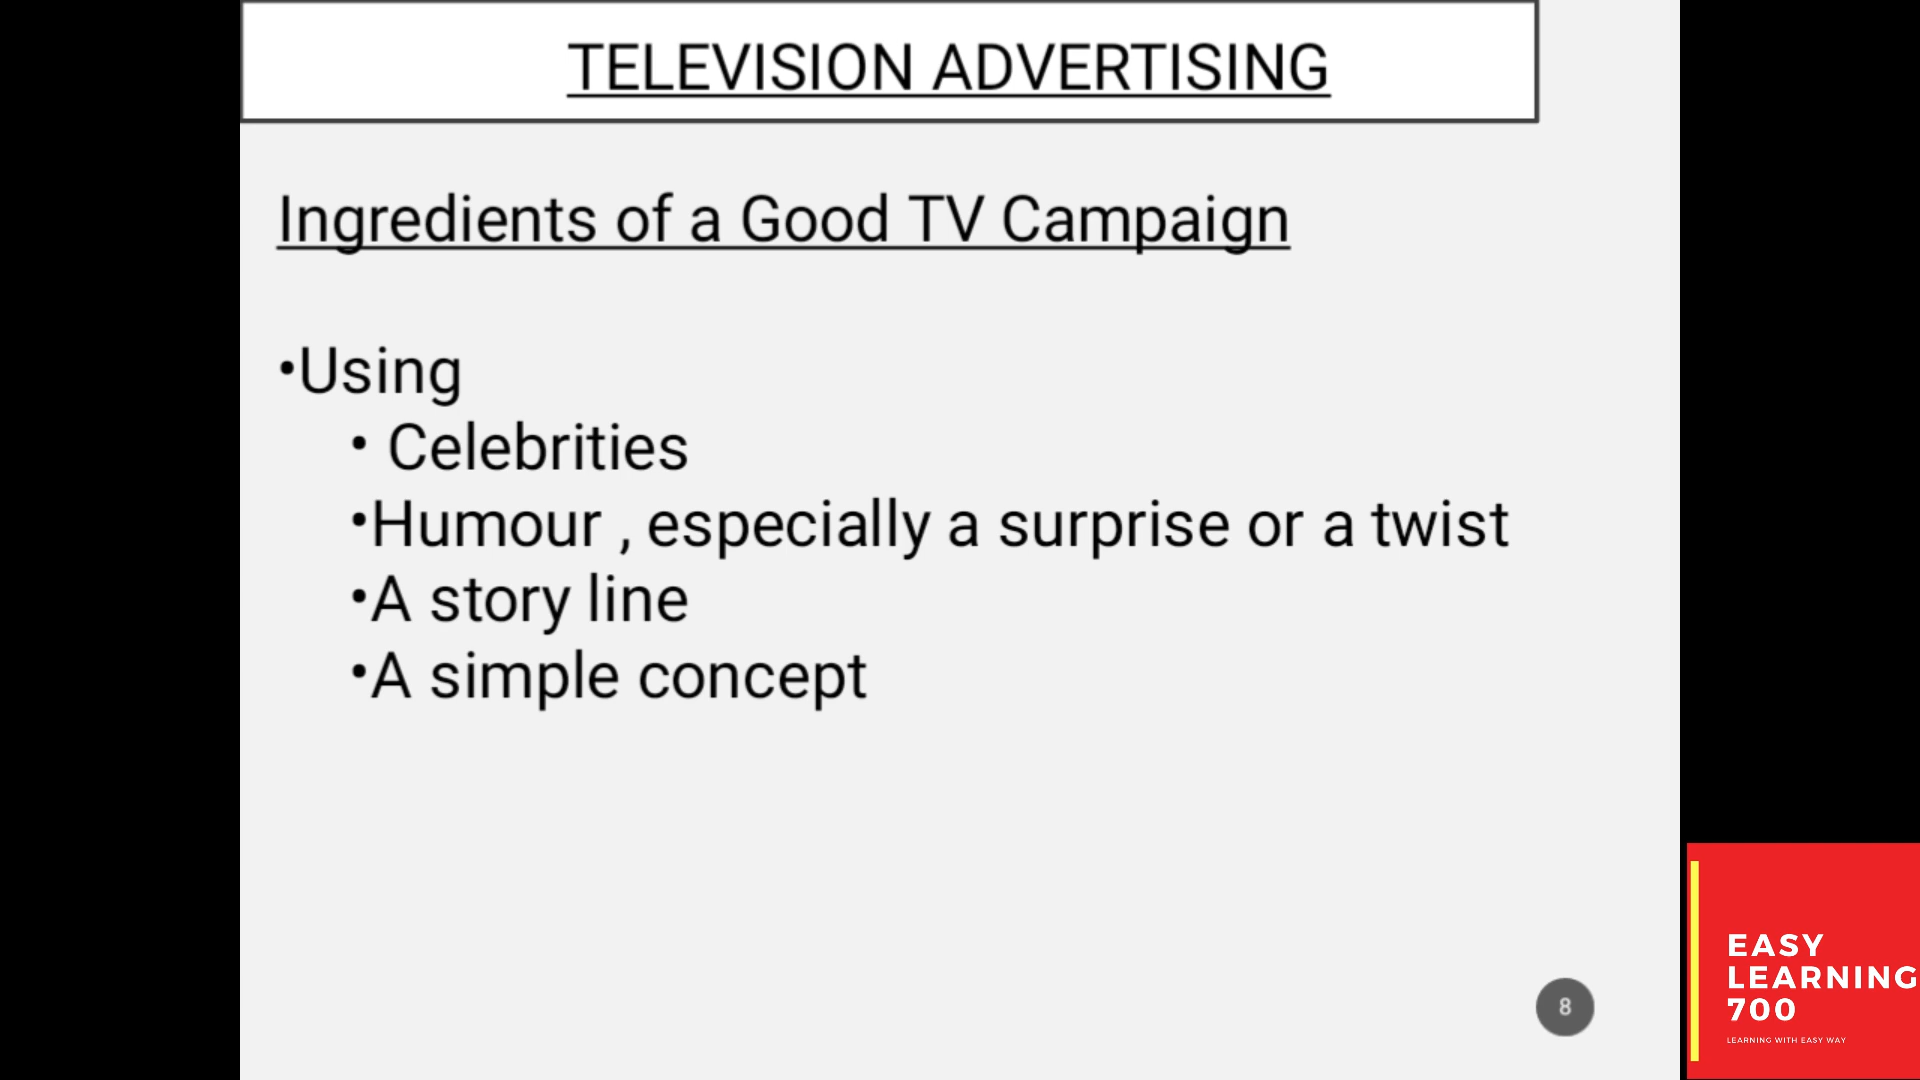 TELEVISION ADVERTISING
Ingredients of a Good TV Campaign
•Using
• Celebrities
•Humour , especially a surprise or a twist
•A story line
•A simple concept
8
EASY
LEARNING
700
LEARNING WITH EASY WAY